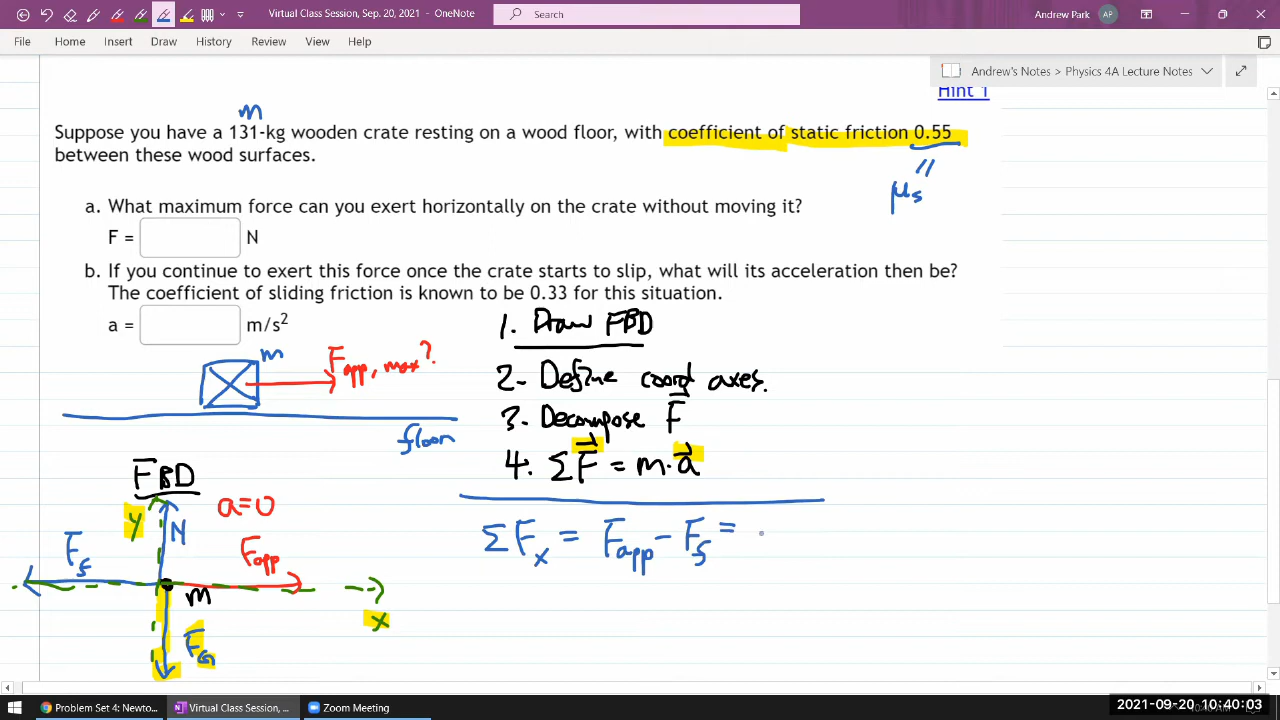 Virtual Class Session, Sep. 20, 2021 - OneNote
Search
Andrew Park
AP
File Home Insert Draw History Review View Help
Andrew's Notes > Physics 4A Lecture Notes
Hint 1
m
Suppose you have a 131-kg wooden crate resting on a wood floor, with coefficient of static friction 0.55
between these wood surfaces.
=
μs
a. What maximum force can you exert horizontally on the crate without moving it?
F = N
b. If you continue to exert this force once the crate starts to slip, what will its acceleration then be?
The coefficient of sliding friction is known to be 0.33 for this situation.
a = m/s²
1. Draw FBD
2. Define coord axes.
3. Decompose F⃗
4. ΣF⃗ = m·a⃗
m
Fapp, max?
floor
FBD
a=0
y
N
Ff
Fapp
m
x
FG
ΣFx = Fapp - Ff =
Problem Set 4: Newto...
Virtual Class Session,...
Zoom Meeting
2021-09-20 10:40:03